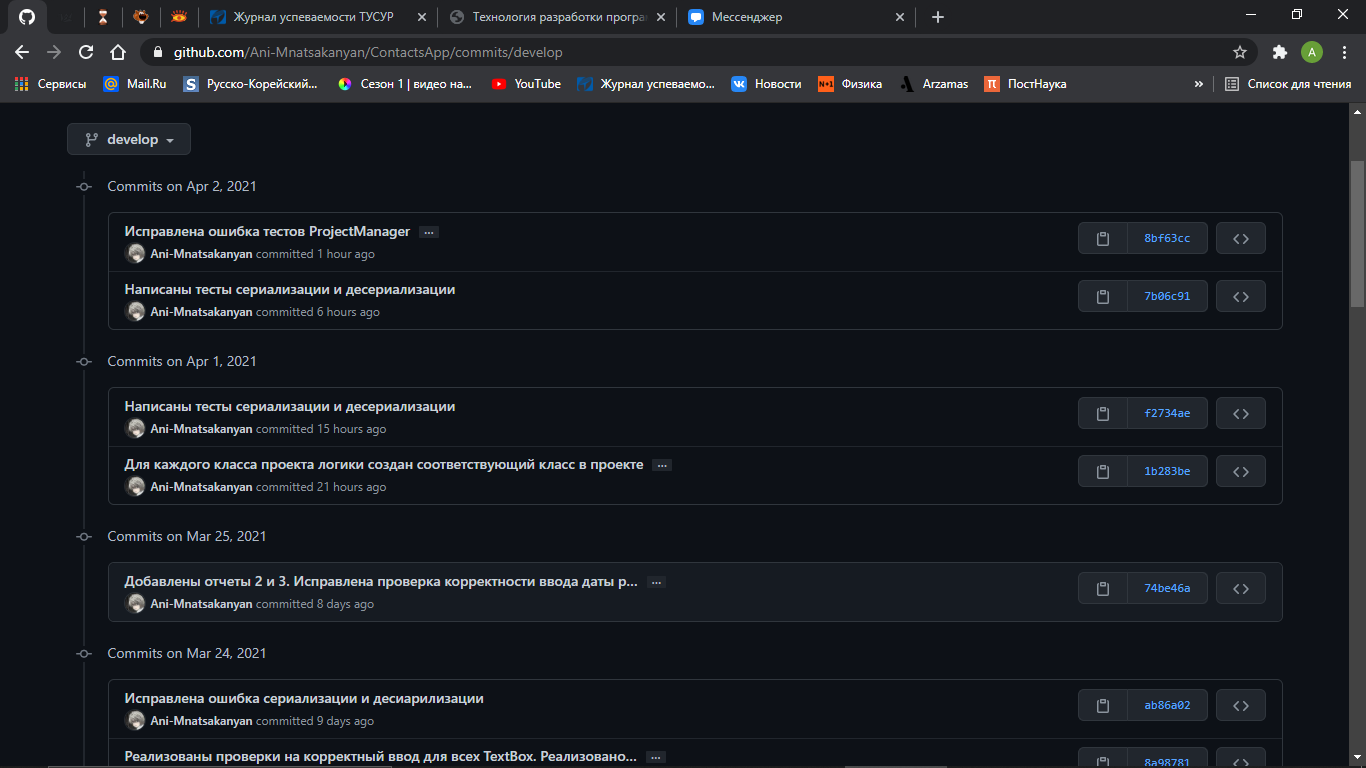 Журнал успеваемости ТУСУР
Технология разработки програ
Мессенджер
github.com/Ani-Mnatsakanyan/ContactsApp/commits/develop
A
Сервисы
Mail.Ru
S
Русско-Корейский...
Сезон 1 | видео на...
YouTube
Журнал успеваемо...
Новости
N+1
Физика
Arzamas
π
ПостНаука
»
Список для чтения
develop
Commits on Apr 2, 2021
Исправлена ошибка тестов ProjectManager ...
8bf63cc
Ani-Mnatsakanyan committed 1 hour ago
Написаны тесты сериализации и десериализации
7b06c91
Ani-Mnatsakanyan committed 6 hours ago
Commits on Apr 1, 2021
Написаны тесты сериализации и десериализации
f2734ae
Ani-Mnatsakanyan committed 15 hours ago
Для каждого класса проекта логики создан соответствующий класс в проекте ...
1b283be
Ani-Mnatsakanyan committed 21 hours ago
Commits on Mar 25, 2021
Добавлены отчеты 2 и 3. Исправлена проверка корректности ввода даты р... ...
74be46a
Ani-Mnatsakanyan committed 8 days ago
Commits on Mar 24, 2021
Исправлена ошибка сериализации и десиарилизации
ab86a02
Ani-Mnatsakanyan committed 9 days ago
Реализованы проверки на корректный ввод для всех TextBox. Реализовано... ...
8a98781